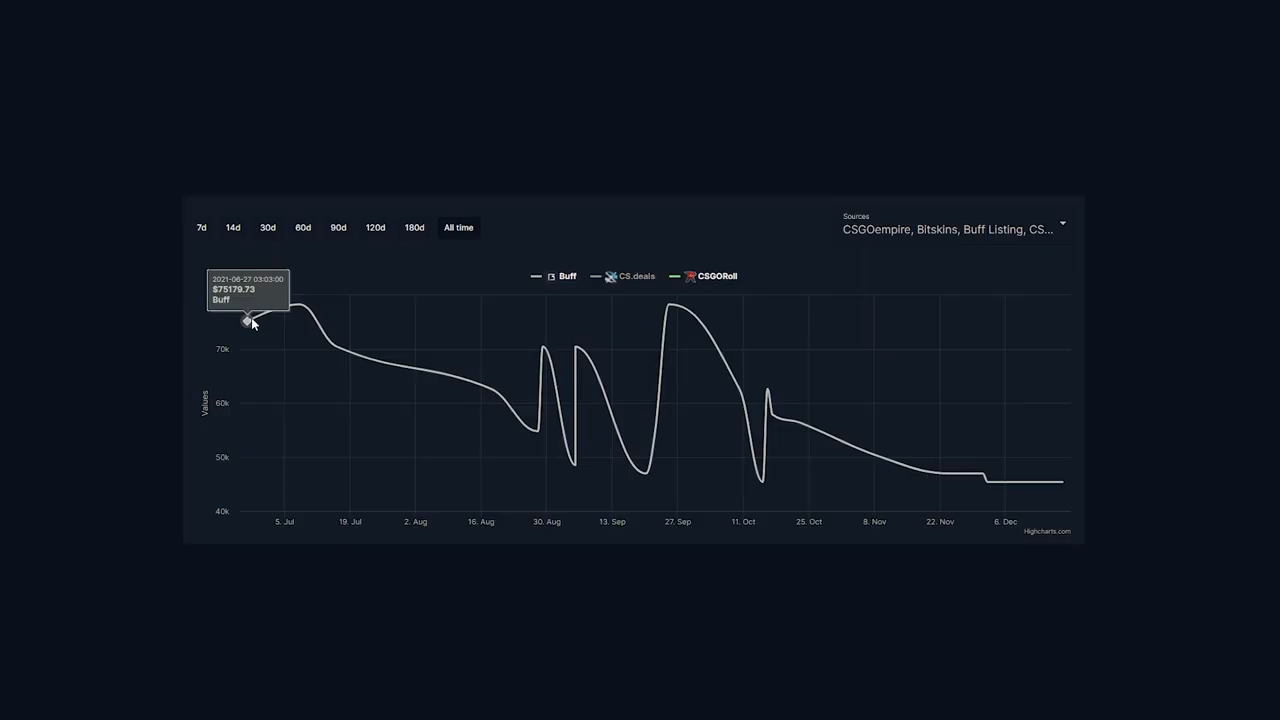 7d 14d 30d 60d 90d 120d 180d All time
Sources
CSGOempire, Bitskins, Buff Listing, CS...
Buff CS.deals CSGORoll
2021-06-27 03:03:00
$75179.73
Buff
Values
70k
60k
50k
40k
5. Jul 19. Jul 2. Aug 16. Aug 30. Aug 13. Sep 27. Sep 11. Oct 25. Oct 8. Nov 22. Nov 6. Dec
Highcharts.com